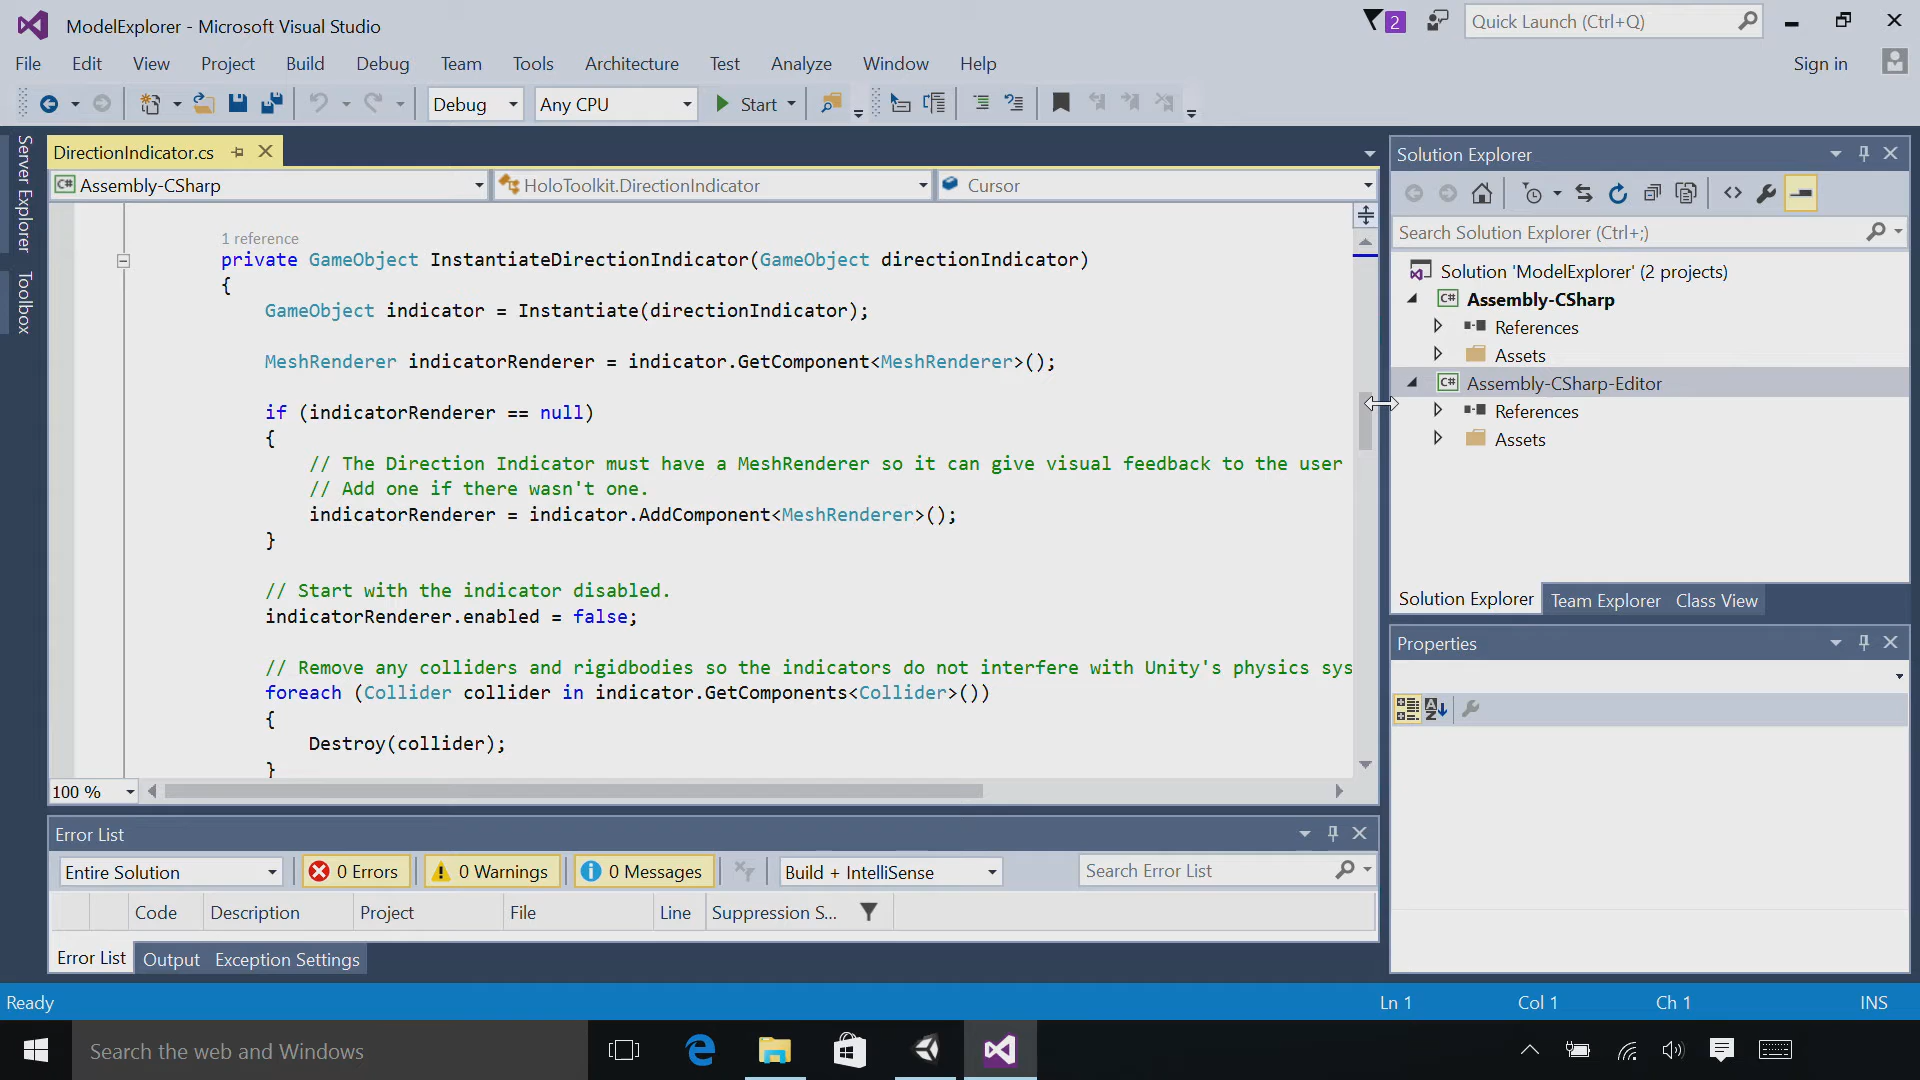 ModelExplorer - Microsoft Visual Studio
2
Quick Launch (Ctrl+Q)
File Edit View Project Build Debug Team Tools Architecture Test Analyze Window Help
Sign in
Debug
Any CPU
Start
Server Explorer
Toolbox
DirectionIndicator.cs
C# Assembly-CSharp
HoloToolkit.DirectionIndicator
Cursor
1 reference
private GameObject InstantiateDirectionIndicator(GameObject directionIndicator)
{
GameObject indicator = Instantiate(directionIndicator);
MeshRenderer indicatorRenderer = indicator.GetComponent<MeshRenderer>();
if (indicatorRenderer == null)
{
// The Direction Indicator must have a MeshRenderer so it can give visual feedback to the user
// Add one if there wasn't one.
indicatorRenderer = indicator.AddComponent<MeshRenderer>();
}
// Start with the indicator disabled.
indicatorRenderer.enabled = false;
// Remove any colliders and rigidbodies so the indicators do not interfere with Unity's physics sys
foreach (Collider collider in indicator.GetComponents<Collider>())
{
Destroy(collider);
}
100 %
Solution Explorer
Search Solution Explorer (Ctrl+;)
Solution 'ModelExplorer' (2 projects)
C# Assembly-CSharp
References
Assets
C# Assembly-CSharp-Editor
References
Assets
Solution Explorer Team Explorer Class View
Properties
Error List
Entire Solution
0 Errors
0 Warnings
0 Messages
Build + IntelliSense
Search Error List
Code Description Project File Line Suppression S...
Error List Output Exception Settings
Ready
Ln 1 Col 1 Ch 1 INS
Search the web and Windows